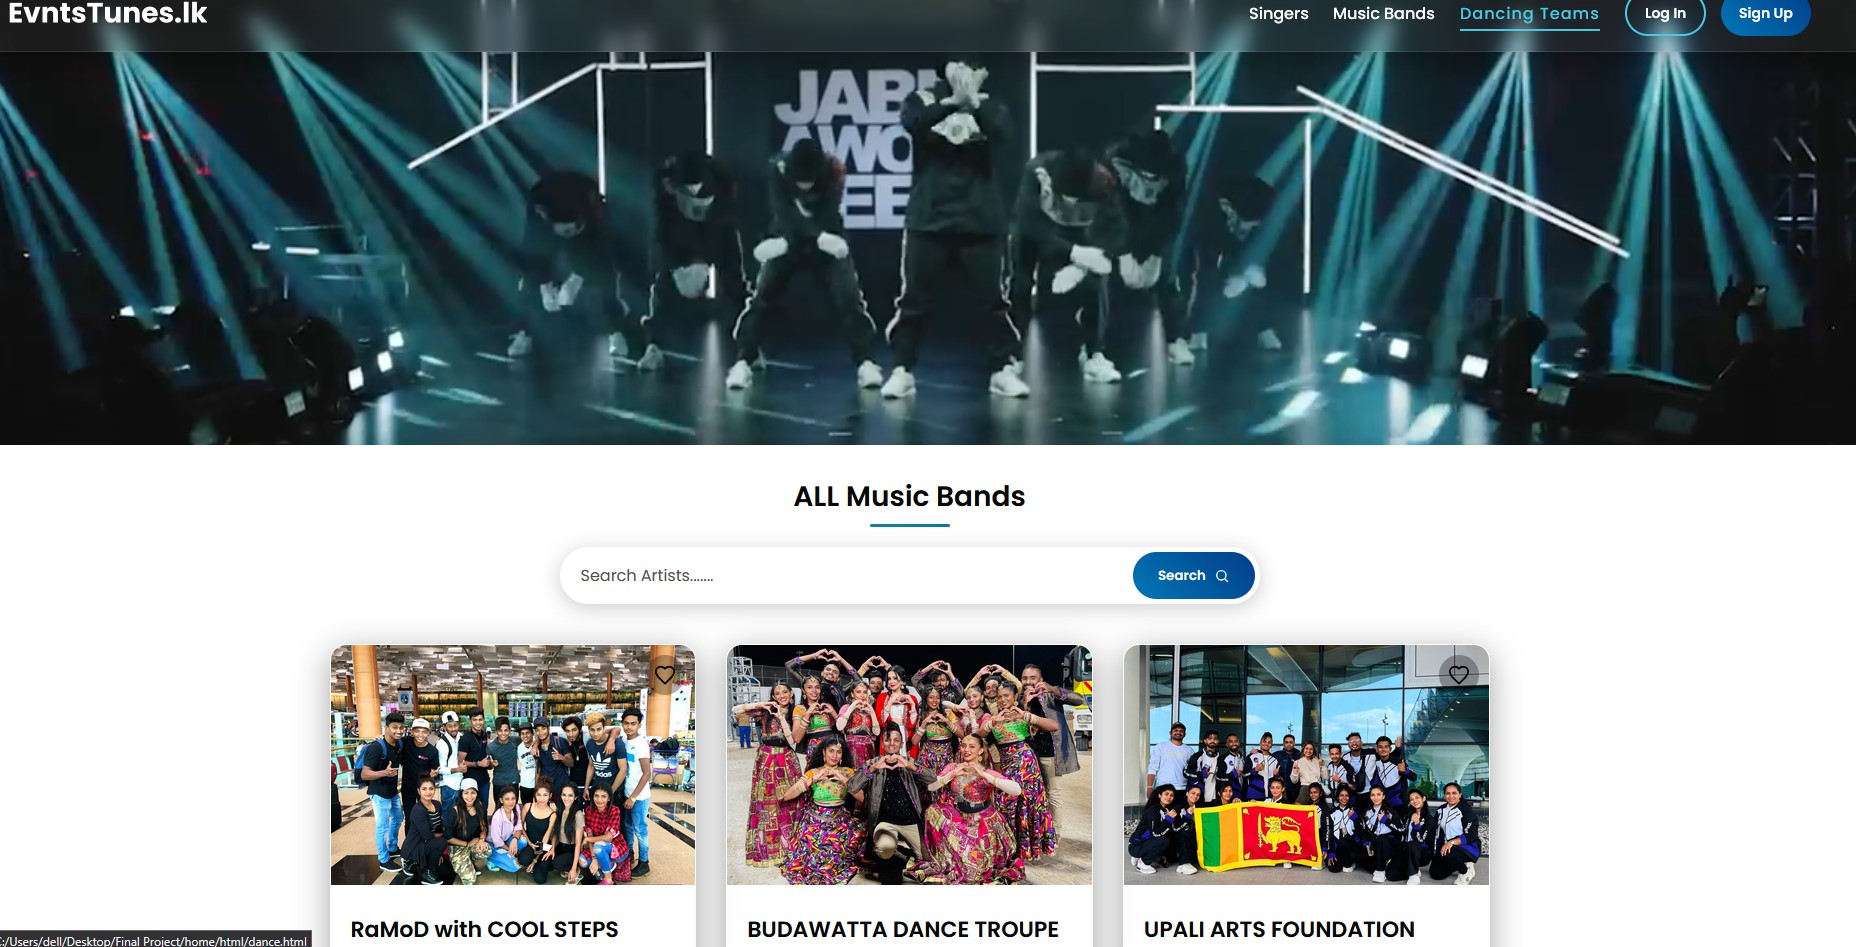 EvntsTunes.lk
Singers Music Bands Dancing Teams Log In Sign Up
ALL Music Bands
Search Artists.......
Search
adidas
RaMoD with COOL STEPS
BUDAWATTA DANCE TROUPE
UPALI ARTS FOUNDATION
C:/Users/dell/Desktop/Final Project/home/html/dance.html